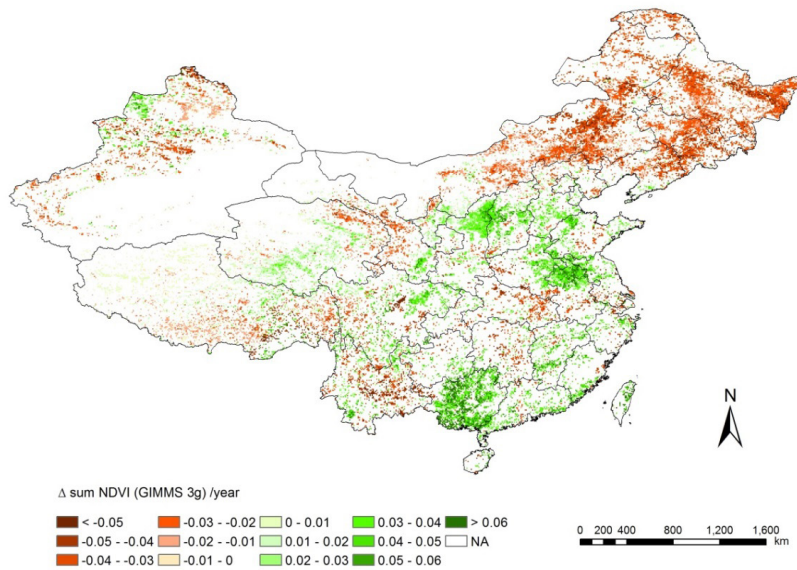 N
Δ sum NDVI (GIMMS 3g) /year
< -0.05 -0.03 - -0.02 0 - 0.01 0.03 - 0.04 > 0.06
-0.05 - -0.04 -0.02 - -0.01 0.01 - 0.02 0.04 - 0.05 NA
-0.04 - -0.03 -0.01 - 0 0.02 - 0.03 0.05 - 0.06
0 200 400 800 1,200 1,600
km